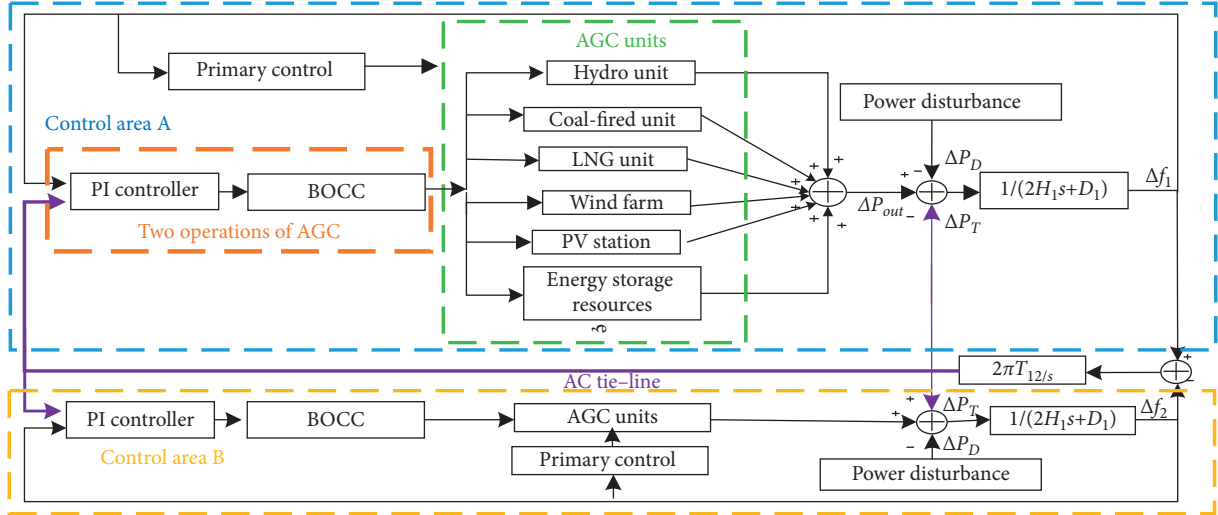 AGC units
Primary control
Hydro unit
Power disturbance
Control area A
Coal-fired unit
LNG unit
PI controller
BOCC
Wind farm
Two operations of AGC
PV station
Energy storage
resources
+
+
+
+
+
+
ΔP_out
+
−
−
ΔP_D
ΔP_T
1/(2H_1s+D_1)
Δf_1
AC tie–line
2πT_12/s
+
−
PI controller
BOCC
AGC units
+
+
−
ΔP_T
ΔP_D
1/(2H_1s+D_1)
Δf_2
Control area B
Primary control
Power disturbance